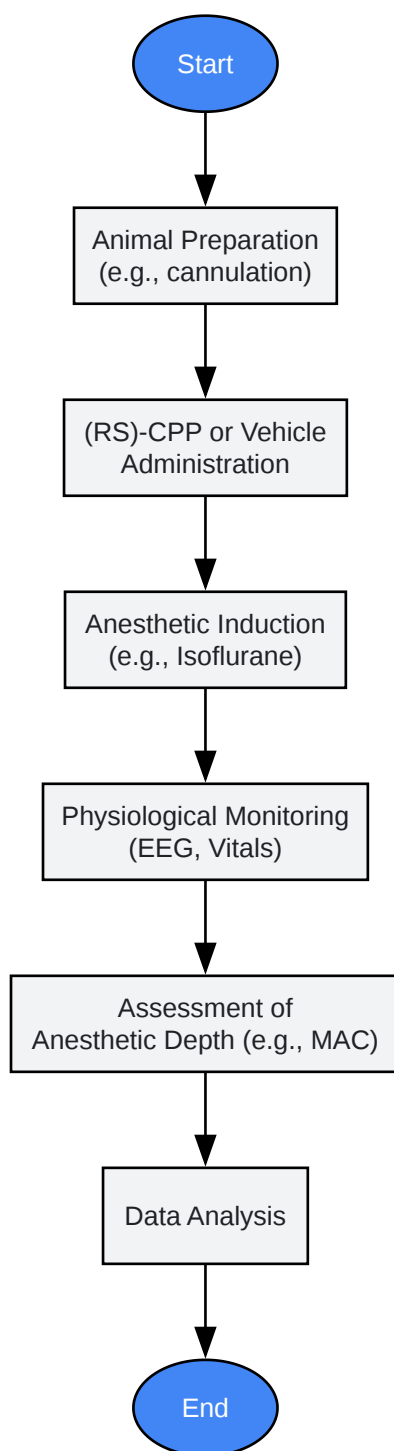 Start
Animal Preparation
(e.g., cannulation)
(RS)-CPP or Vehicle
Administration
Anesthetic Induction
(e.g., Isoflurane)
Physiological Monitoring
(EEG, Vitals)
Assessment of
Anesthetic Depth (e.g., MAC)
Data Analysis
End